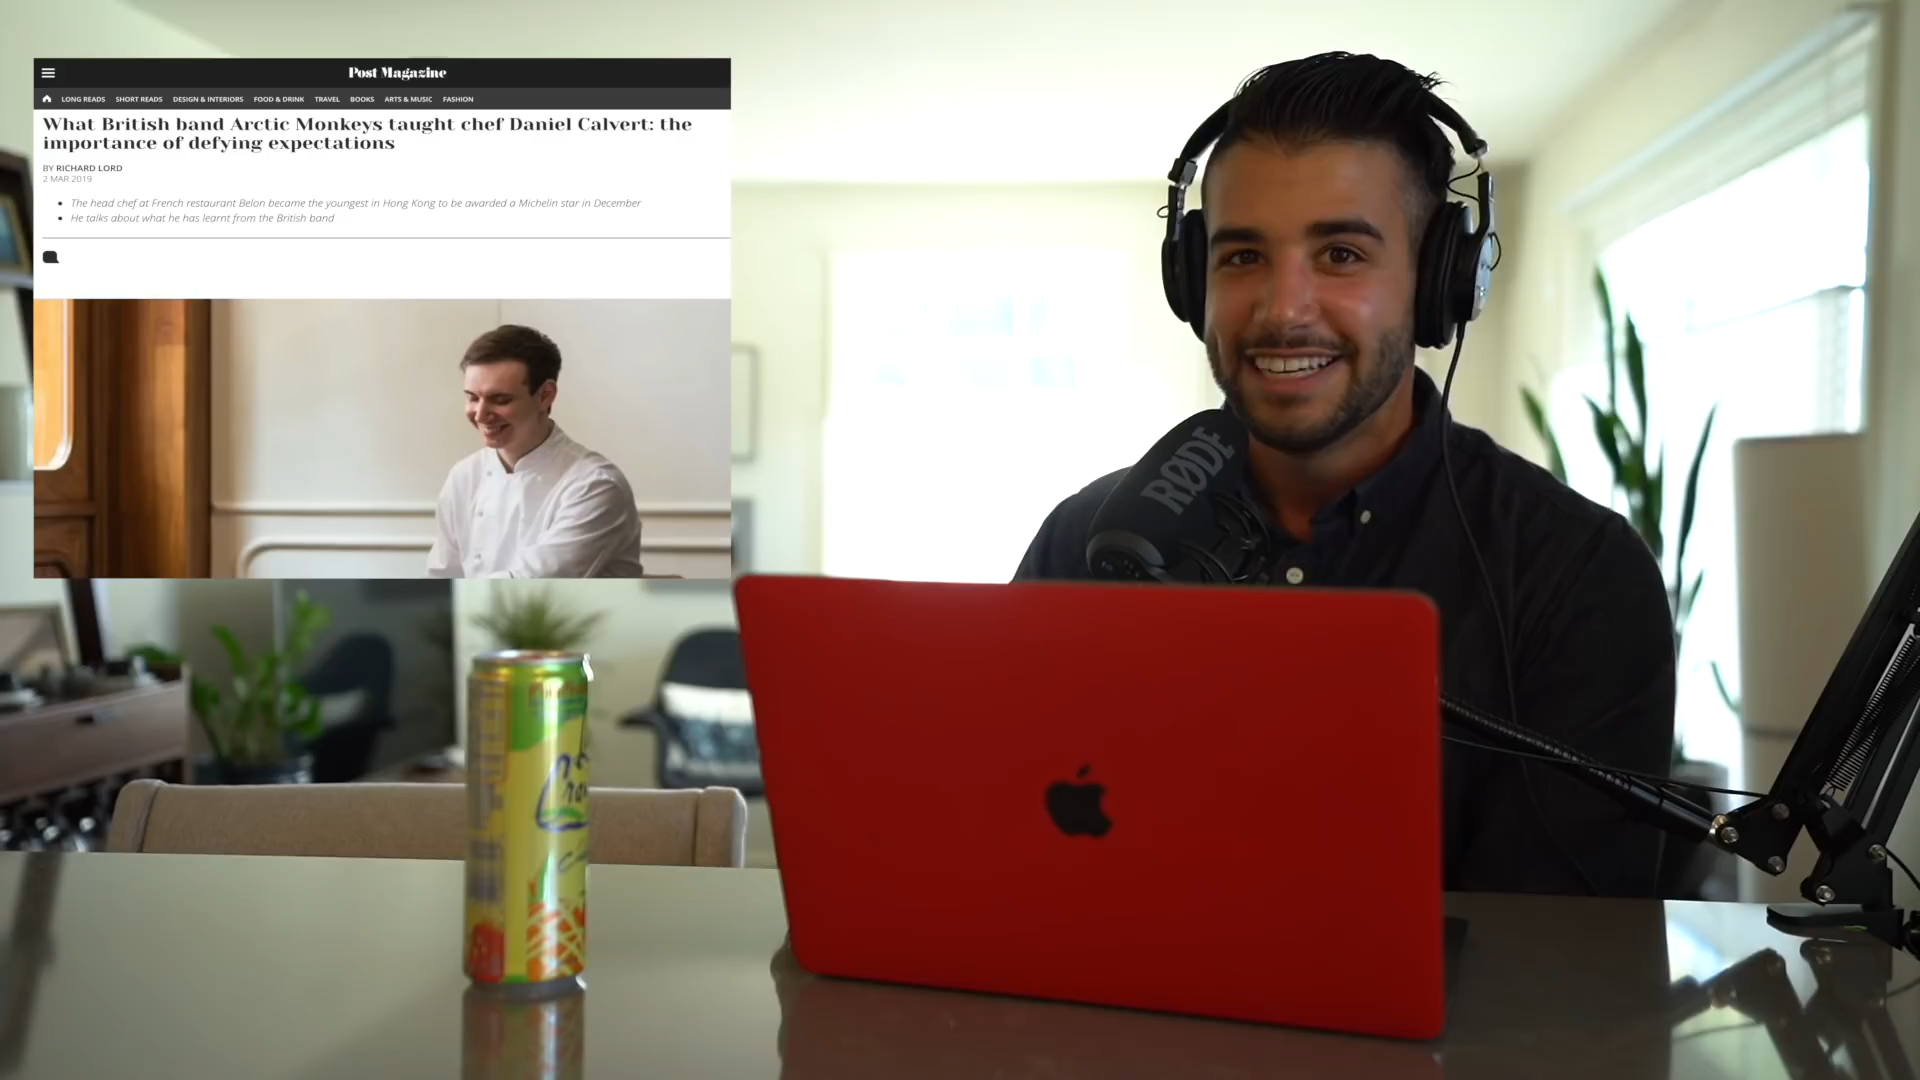 Post Magazine
LONG READS SHORT READS DESIGN & INTERIORS FOOD & DRINK TRAVEL BOOKS ARTS & MUSIC FASHION
What British band Arctic Monkeys taught chef Daniel Calvert: the
importance of defying expectations
BY RICHARD LORD
2 MAR 2019
The head chef at French restaurant Belon became the youngest in Hong Kong to be awarded a Michelin star in December
He talks about what he has learnt from the British band
RØDE